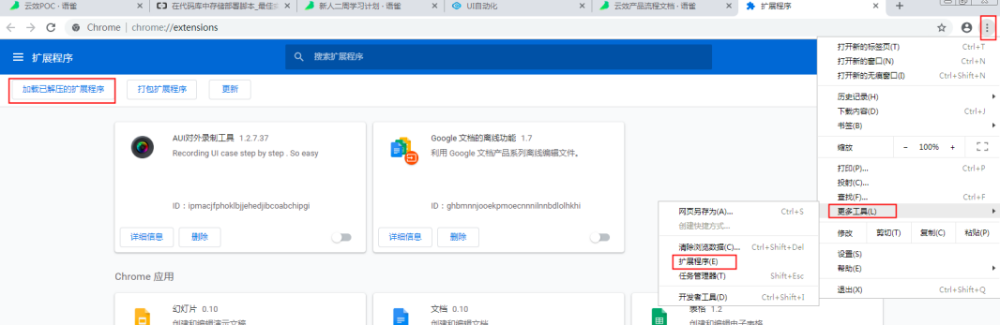 云效POC · 语雀
在代码库中存储部署脚本_最佳实
新人二周学习计划 · 语雀
UI自动化
云效产品流程文档 · 语雀
扩展程序
Chrome | chrome://extensions
扩展程序
搜索扩展程序
加载已解压的扩展程序
打包扩展程序
更新
AUI对外录制工具 1.2.7.37
Recording UI case step by step . So easy
ID：ipmacjfphoklbjjehedjibcoabchipgi
详细信息
删除
Google 文档的离线功能 1.7
利用 Google 文档产品系列离线编辑文件。
ID：ghbmnnjooekpmoecnnnilnnbdlolhkhi
详细信息
删除
Chrome 应用
幻灯片 0.10
创建和编辑演示文稿
文档 0.10
创建和编辑文档
表格 1.2
创建和编辑电子表格
打开新的标签页(T) Ctrl+T
打开新的窗口(N) Ctrl+N
打开新的无痕窗口(I) Ctrl+Shift+N
历史记录(H)
下载内容(D) Ctrl+J
书签(B)
缩放 - 100% +
打印(P)... Ctrl+P
投射(C)...
查找(F)... Ctrl+F
更多工具(L)
修改 剪切(T) 复制(C) 粘贴(P)
设置(S)
帮助(E)
退出(X) Ctrl+Shift+Q
网页另存为(A)... Ctrl+S
创建快捷方式...
清除浏览数据(C)... Ctrl+Shift+Del
扩展程序(E)
任务管理器(T) Shift+Esc
开发者工具(D) Ctrl+Shift+I